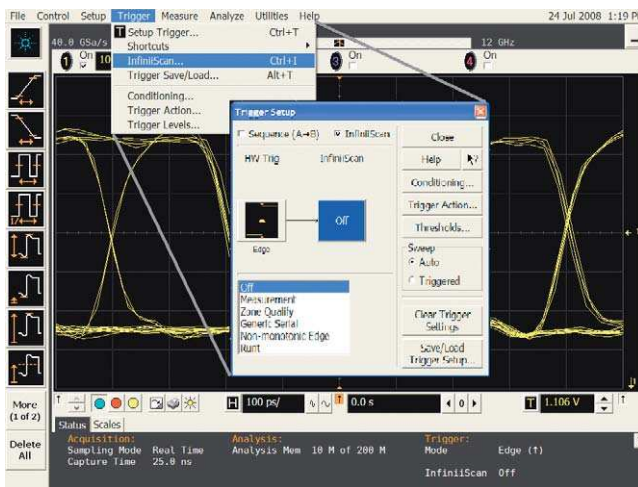 File Control Setup Trigger Measure Analyze Utilities Help 24 Jul 2008 1:19 P
40.0 GSa/s 12 GHz
1 On 10 3 On 4 On
T Setup Trigger... Ctrl+T
Shortcuts
InfiniiScan... Ctrl+I
Trigger Save/Load... Alt+T
Conditioning...
Trigger Action...
Trigger Levels...
Trigger Setup
Sequence (A→B) InfiniiScan
HW Trig InfiniiScan
Edge Off
Off
Measurement
Zone Qualify
Generic Serial
Non-monotonic Edge
Runt
Close
Help
Conditioning...
Trigger Action...
Thresholds...
Sweep
Auto
Triggered
Clear Trigger
Settings
Save/Load
Trigger Setup...
More
(1 of 2)
Delete
All
H 100 ps/ 0.0 s 0 T 1.106 V
Status Scales
Acquisition:
Sampling Mode Real Time
Capture Time 25.0 ns
Analysis:
Analysis Mem 10 M of 200 M
Trigger:
Mode Edge (↑)
InfiniiScan Off